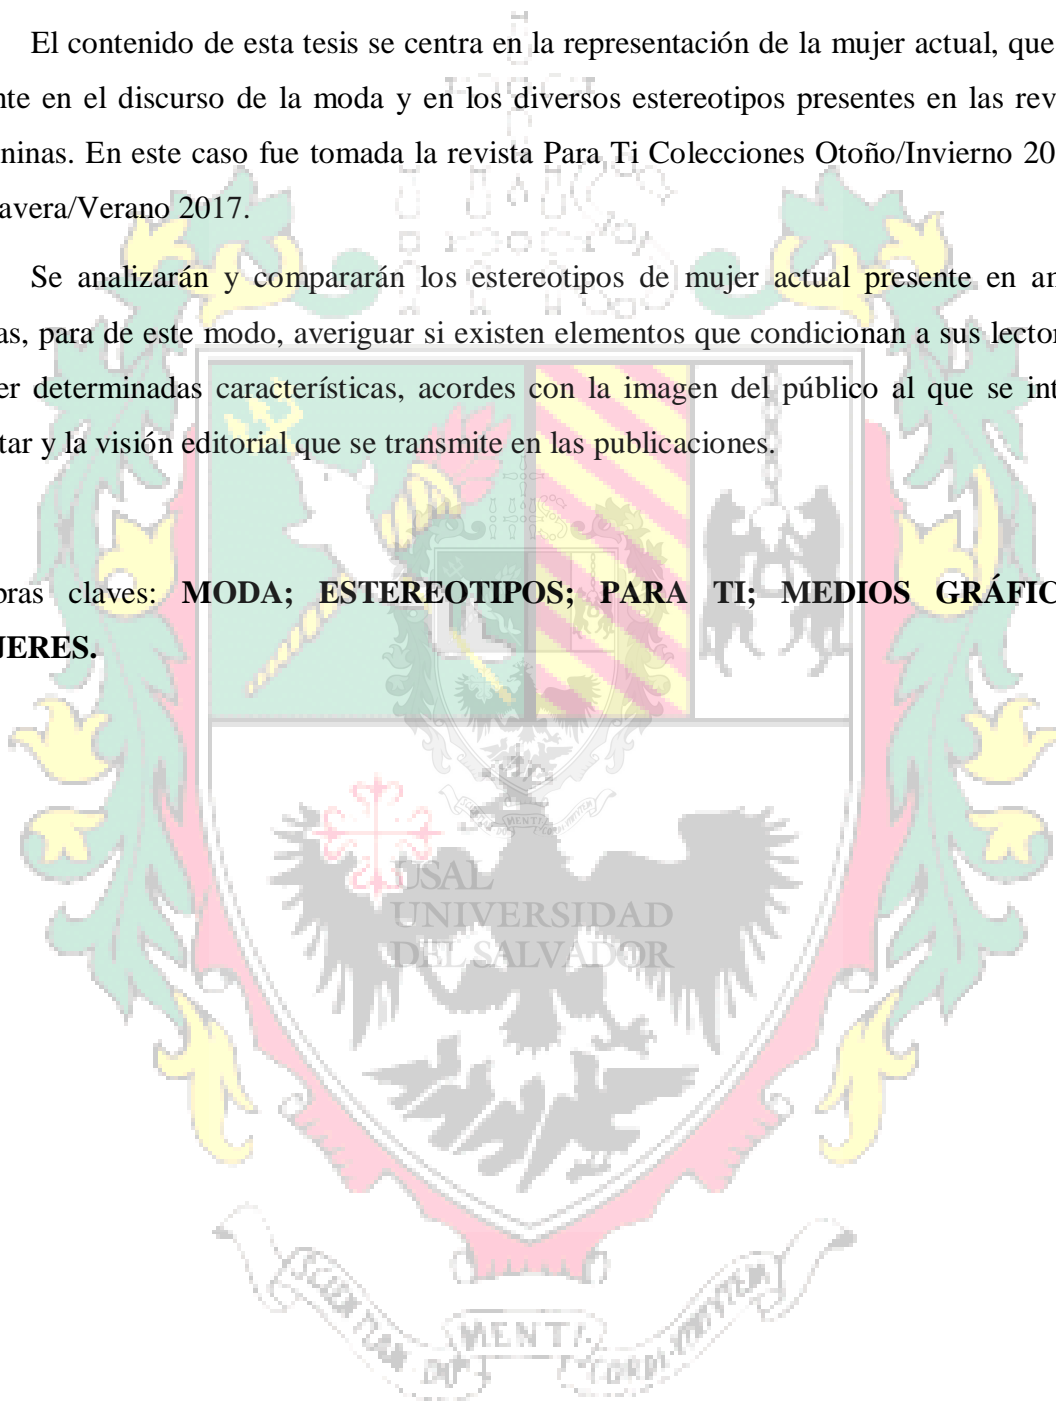 El contenido de esta tesis se centra en la representación de la mujer actual, que
nte en el discurso de la moda y en los diversos estereotipos presentes en las rev
ninas. En este caso fue tomada la revista Para Ti Colecciones Otoño/Invierno 20
avera/Verano 2017.
Se analizarán y compararán los estereotipos de mujer actual presente en an
as, para de este modo, averiguar si existen elementos que condicionan a sus lector
er determinadas características, acordes con la imagen del público al que se int
tar y la visión editorial que se transmite en las publicaciones.
bras claves: MODA; ESTEREOTIPOS; PARA TI; MEDIOS GRÁFIC
JERES.
USAL
UNIVERSIDAD
DEL SALVADOR
MENTI